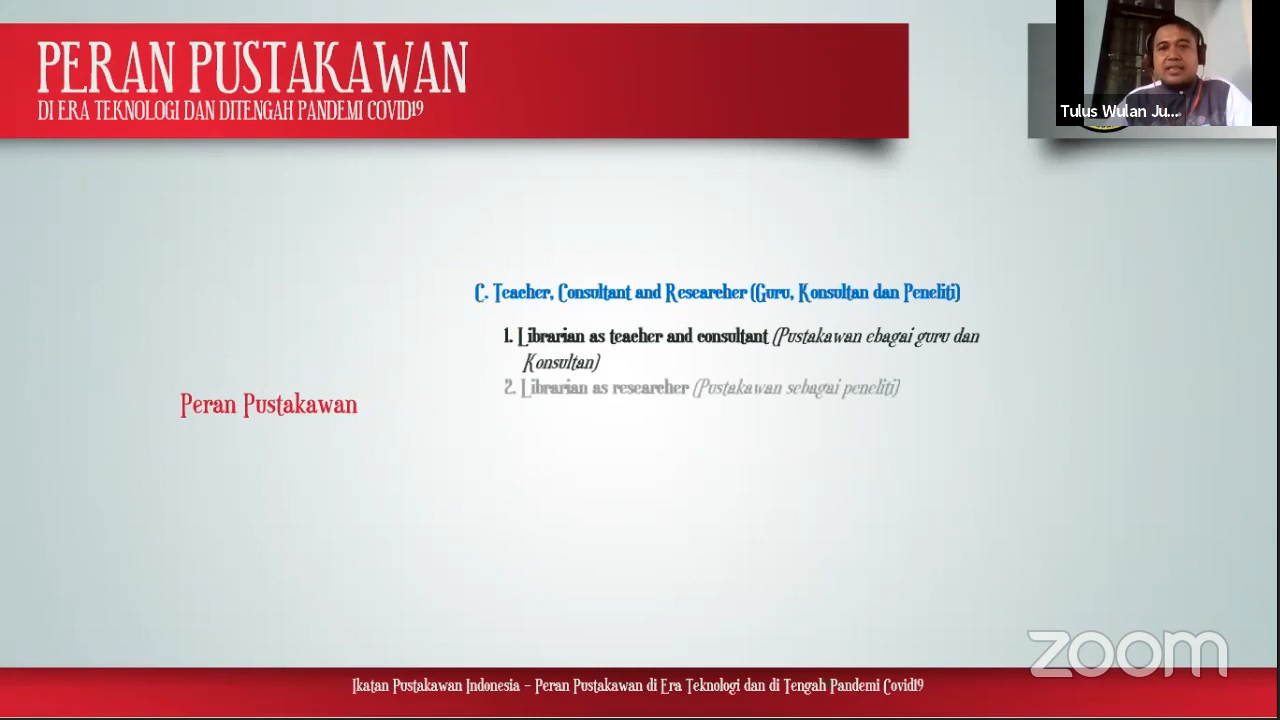 PERAN PUSTAKAWAN
DI ERA TEKNOLOGI DAN DITENGAH PANDEMI COVID19
Tulus Wulan Ju...
C. Teacher, Consultant and Researcher (Guru, Konsultan dan Peneliti)
1. Librarian as teacher and consultant (Pustakawan ebagai guru dan
Konsultan)
2. Librarian as researcher (Pustakawan sebagai peneliti)
Peran Pustakawan
zoom
Ikatan Pustakawan Indonesia – Peran Pustakawan di Era Teknologi dan di Tengah Pandemi Covid19